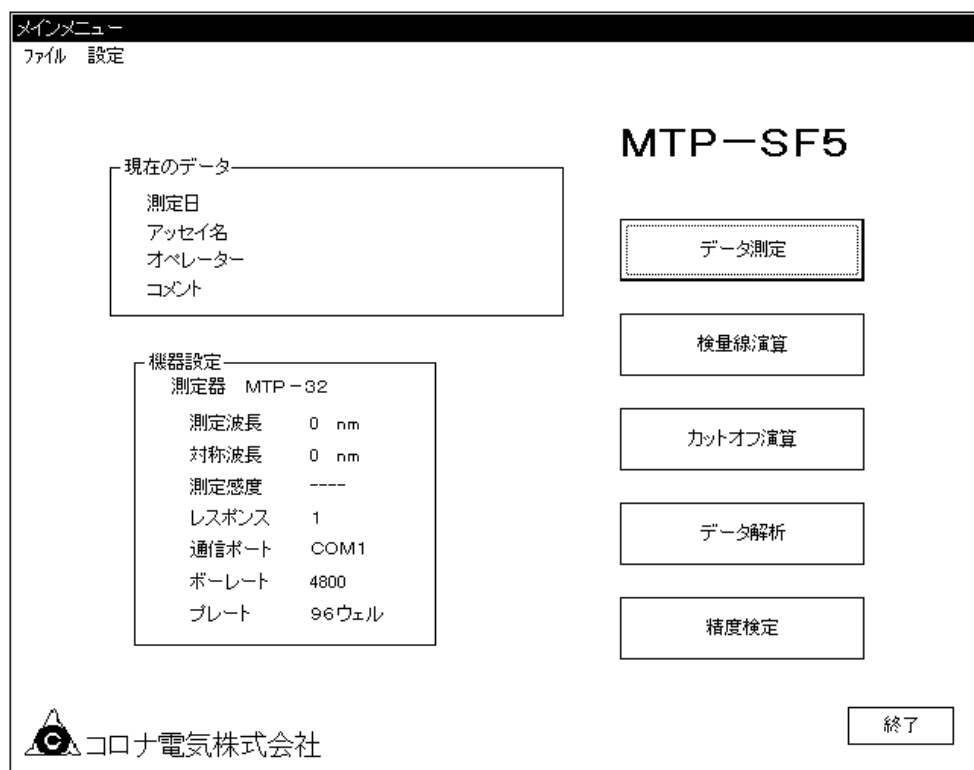 メインメニュー
ファイル 設定
MTP－SF5
現在のデータ
測定日
アッセイ名
オペレーター
コメント
機器設定
測定器 MTP－32
測定波長 0 nm
対称波長 0 nm
測定感度 ----
レスポンス 1
通信ポート COM1
ボーレート 4800
プレート 96ウェル
データ測定
検量線演算
カットオフ演算
データ解析
精度検定
終了
C コロナ電気株式会社